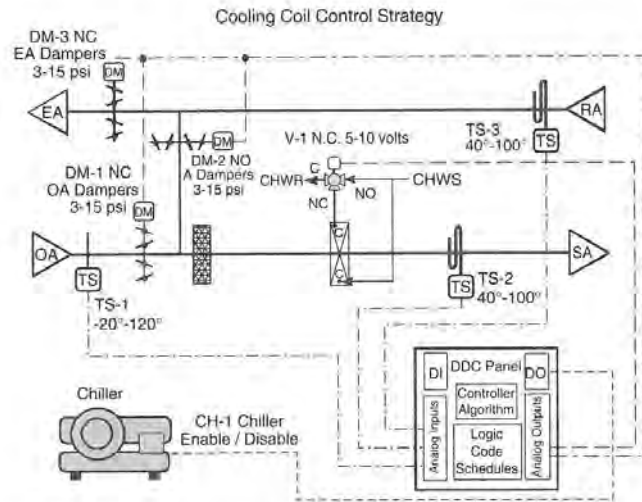 Cooling Coil Control Strategy
DM-3 NC
EA Dampers
3-15 psi
DM
EA
RA
TS-3
40°-100°
TS
DM
DM-2 NO
A Dampers
3-15 psi
V-1 N.C. 5-10 volts
C
CHWR
NO
CHWS
NC
DM-1 NC
OA Dampers
3-15 psi
DM
OA
C
C
SA
TS
TS-1
-20°-120°
TS
TS-2
40°-100°
DI
DDC Panel
DO
Controller
Algorithm
Analog Inputs
Logic
Code
Schedules
Analog Outputs
Chiller
CH-1 Chiller
Enable / Disable